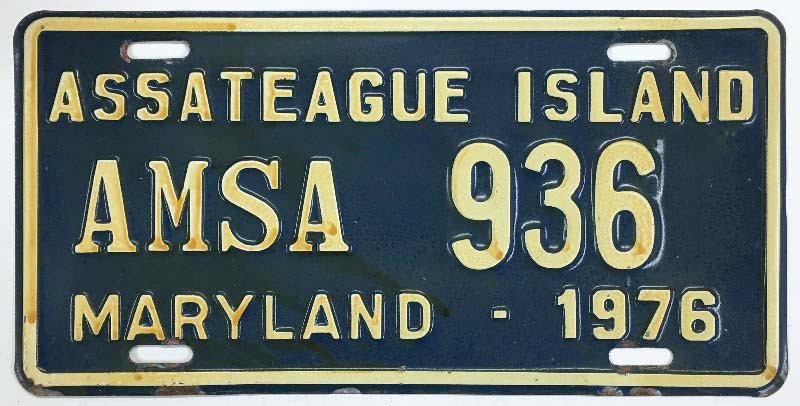 ASSATEAGUE ISLAND
AMSA 936
MARYLAND - 1976